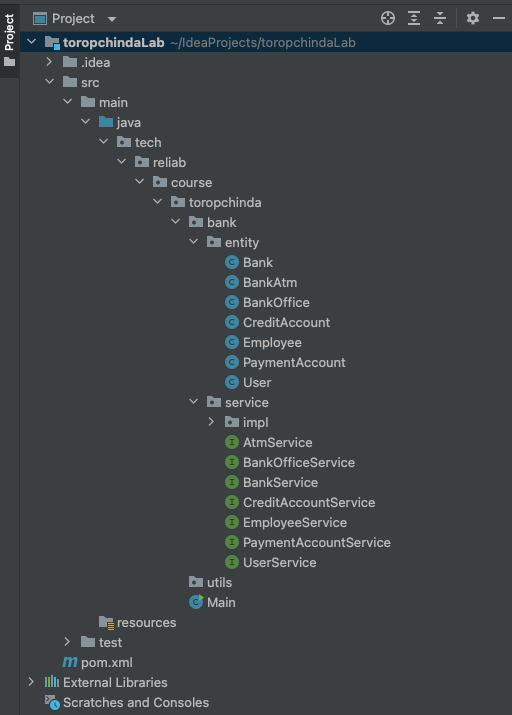 Project
Project
toropchindaLab ~/IdeaProjects/toropchindaLab
.idea
src
main
java
tech
reliab
course
toropchinda
bank
entity
Bank
BankAtm
BankOffice
CreditAccount
Employee
PaymentAccount
User
service
impl
AtmService
BankOfficeService
BankService
CreditAccountService
EmployeeService
PaymentAccountService
UserService
utils
Main
resources
test
pom.xml
External Libraries
Scratches and Consoles